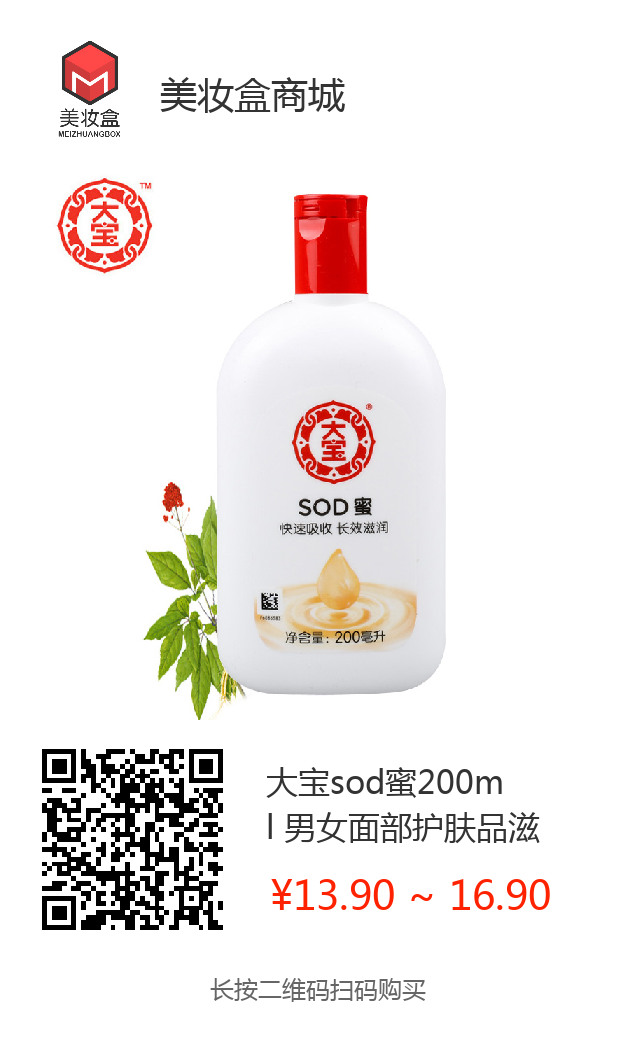 美妆盒
MEIZHUANGBOX
美妆盒商城
大宝
TM
大宝
®
SOD蜜
快速吸收 长效滋润
净含量：200毫升
大宝sod蜜200m
l 男女面部护肤品滋
¥13.90 ~ 16.90
长按二维码扫码购买